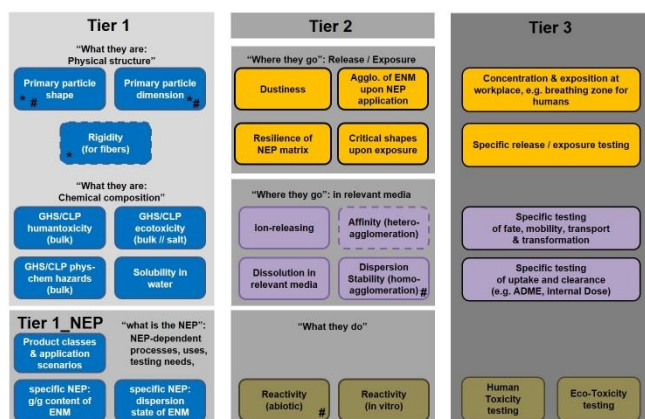 Tier 1
"What they are:
Physical structure"
Primary particle
shape
* #
Primary particle
dimension
*#
Rigidity
(for fibers)
*
"What they are:
Chemical composition"
GHS/CLP
humantoxicity
(bulk)
GHS/CLP
ecotoxicity
(bulk // salt)
GHS/CLP phys-
chem hazards
(bulk)
Solubility in
water
Tier 1_NEP
"what is the NEP":
NEP-dependent
processes, uses,
testing needs,
Product classes
& application
scenarios
specific NEP:
g/g content of
ENM
specific NEP:
dispersion
state of ENM
Tier 2
"Where they go": Release / Exposure
Dustiness
Agglo. of ENM
upon NEP
application
Resilience of
NEP matrix
Critical shapes
upon exposure
"Where they go": in relevant media
Ion-releasing
Affinity (hetero-
agglomeration)
Dissolution in
relevant media
Dispersion
Stability (homo-
agglomeration)
#
"What they do"
Reactivity
(abiotic)
#
Reactivity
(in vitro)
Tier 3
Concentration & exposition at
workplace, e.g. breathing zone for
humans
Specific release / exposure testing
Specific testing
of fate, mobility, transport
& transformation
Specific testing
of uptake and clearance
(e.g. ADME, internal Dose)
Human
Toxicity
testing
Eco-Toxicity
testing